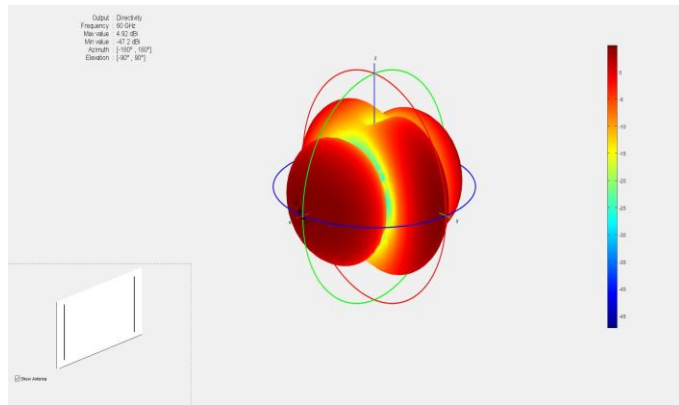 Output : Directivity
Frequency : 60 GHz
Max value : 4.92 dBi
Min value : -47.2 dBi
Azimuth : [-180° , 180°]
Elevation : [-90° , 90°]
z
x
y
0
-5
-10
-15
-20
-25
-30
-35
-40
-45
Show Antenna